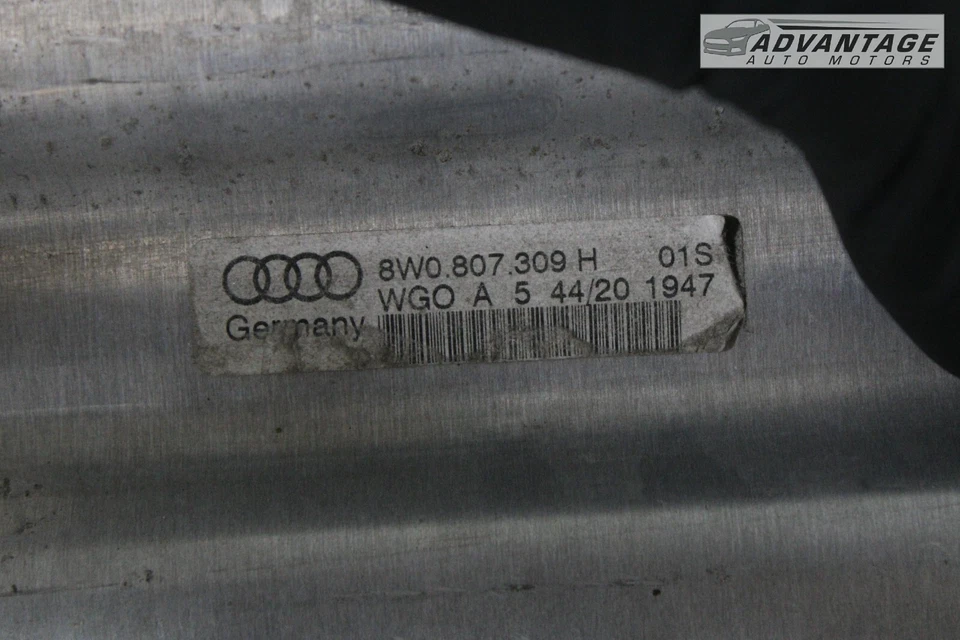 ADVANTAGE
AUTO MOTORS
8W0.807.309 H 01S
WGO A 5 44/20 1947
Germany